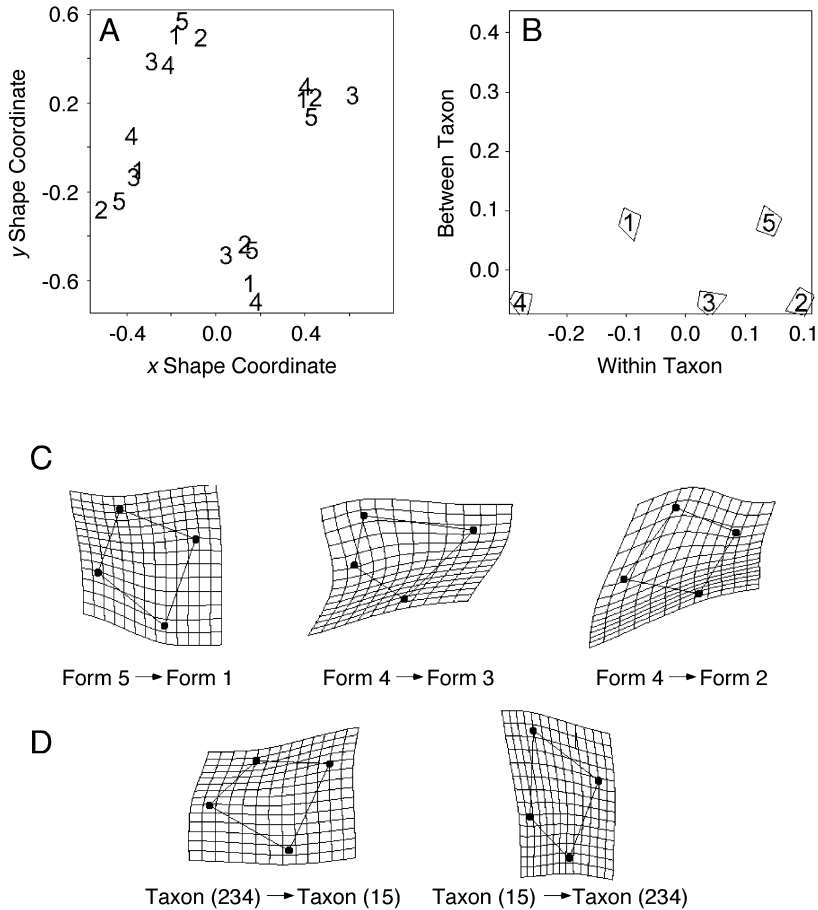 A
0.6
0.2
-0.2
-0.6
y Shape Coordinate
5
1 2
3 4
4
1 2 3
5
4
1
3
2 5
2
3 5
1
4
-0.4 0.0 0.4
x Shape Coordinate
B
0.4
0.3
0.2
0.1
0.0
Between Taxon
1 5
4 3 2
-0.2 -0.1 0.0 0.1 0.1
Within Taxon
C
Form 5 → Form 1 Form 4 → Form 3 Form 4 → Form 2
D
Taxon (234) → Taxon (15) Taxon (15) → Taxon (234)